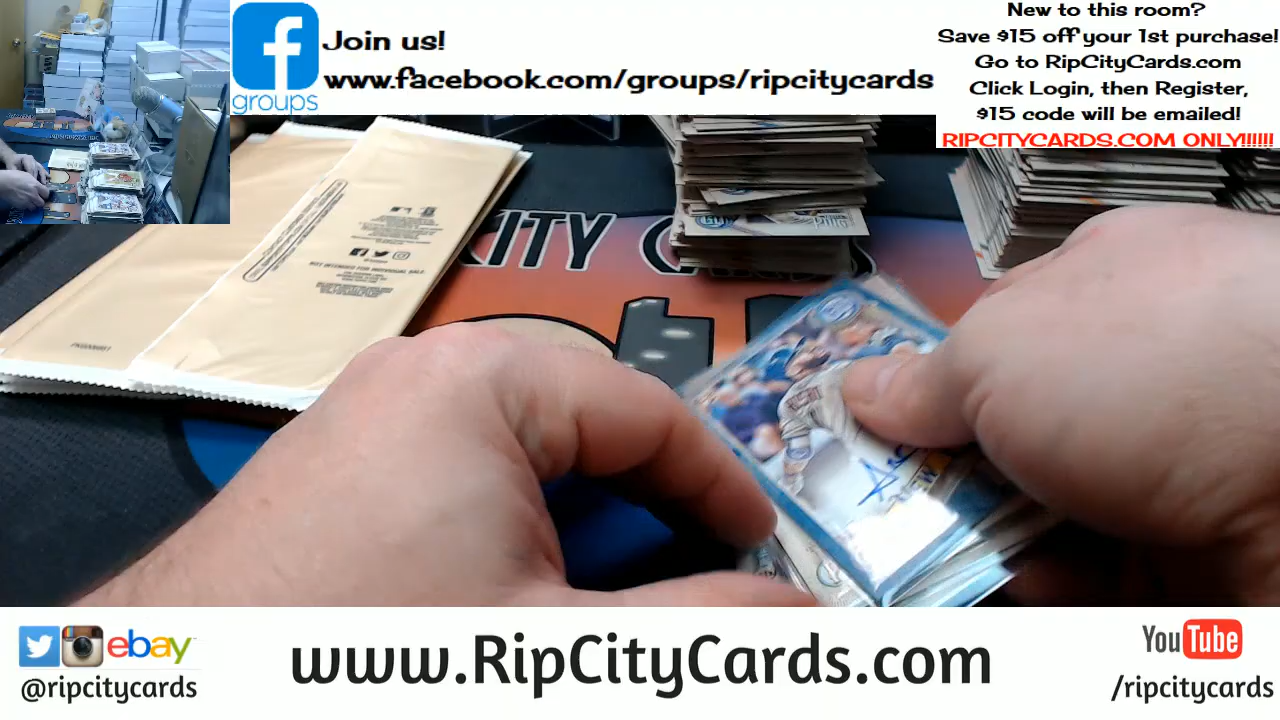 Join us!
www.facebook.com/groups/ripcitycards
groups
New to this room?
Save $15 off your 1st purchase!
Go to RipCityCards.com
Click Login, then Register,
$15 code will be emailed!
RIPCITYCARDS.COM ONLY!!!!!!
NOT INTENDED FOR INDIVIDUAL SALE
CITY CARDS
ebay
@ripcitycards
www.RipCityCards.com
YouTube
/ripcitycards